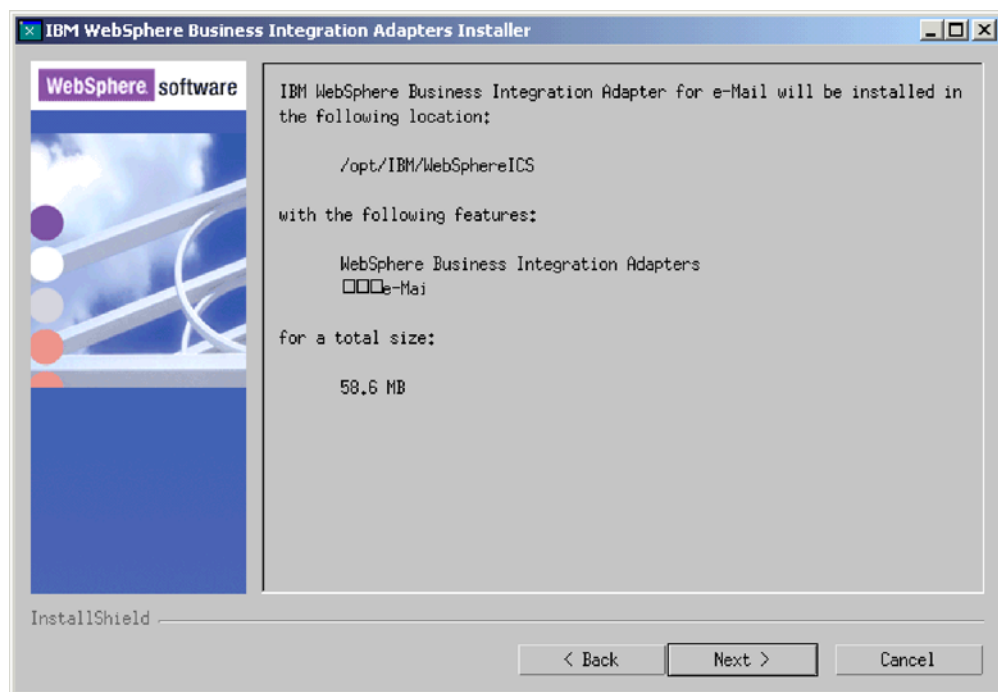 IBM WebSphere Business Integration Adapters Installer
WebSphere software
IBM WebSphere Business Integration Adapter for e-Mail will be installed in
the following location:
/opt/IBM/WebSphereICS
with the following features:
WebSphere Business Integration Adapters
□□□e-Mai
for a total size:
58.6 MB
InstallShield
< Back
Next >
Cancel